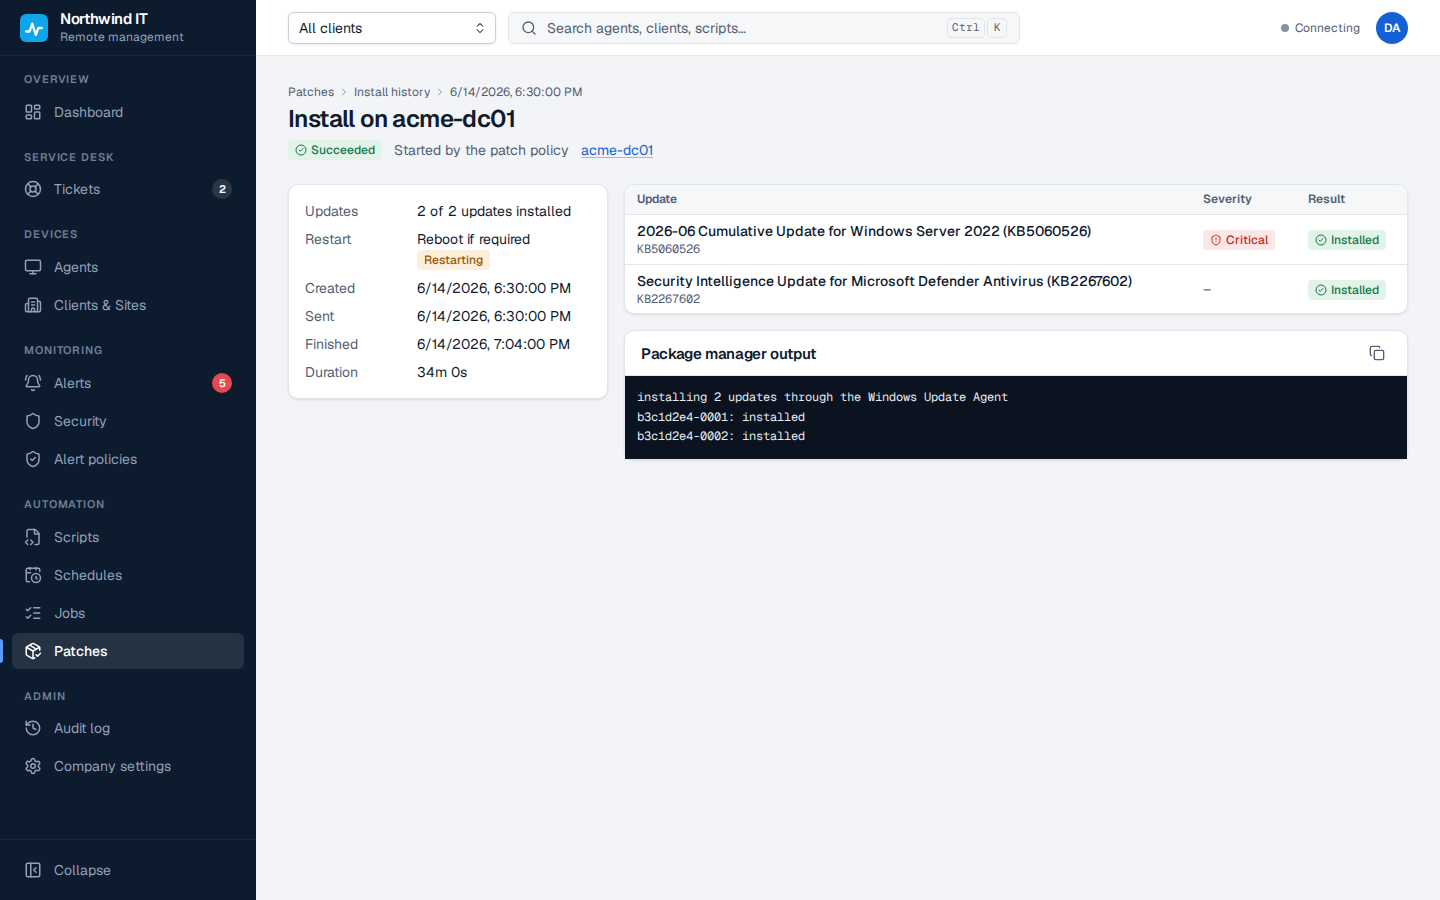 Northwind IT
Remote management
OVERVIEW
Dashboard
SERVICE DESK
Tickets 2
DEVICES
Agents
Clients & Sites
MONITORING
Alerts 5
Security
Alert policies
AUTOMATION
Scripts
Schedules
Jobs
Patches
ADMIN
Audit log
Company settings
Collapse
All clients
Search agents, clients, scripts...
Ctrl K
Connecting
DA
Patches > Install history > 6/14/2026, 6:30:00 PM
Install on acme-dc01
Succeeded Started by the patch policy acme-dc01
Updates 2 of 2 updates installed
Restart Reboot if required
Restarting
Created 6/14/2026, 6:30:00 PM
Sent 6/14/2026, 6:30:00 PM
Finished 6/14/2026, 7:04:00 PM
Duration 34m 0s
Update Severity Result
2026-06 Cumulative Update for Windows Server 2022 (KB5060526) Critical Installed
KB5060526
Security Intelligence Update for Microsoft Defender Antivirus (KB2267602) – Installed
KB2267602
Package manager output
installing 2 updates through the Windows Update Agent
b3c1d2e4-0001: installed
b3c1d2e4-0002: installed